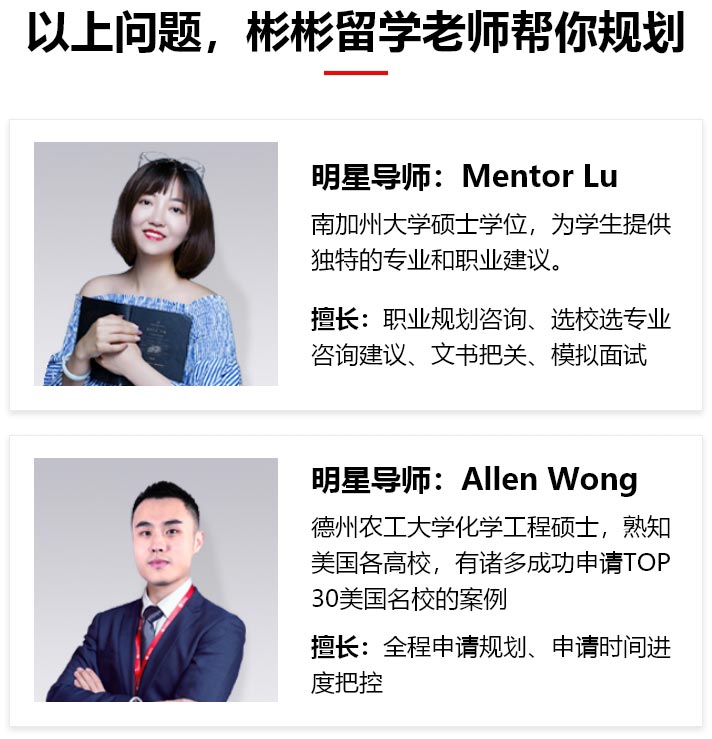 以上问题，彬彬留学老师帮你规划
明星导师：Mentor Lu
南加州大学硕士学位，为学生提供
独特的专业和职业建议。
擅长：职业规划咨询、选校选专业
咨询建议、文书把关、模拟面试
明星导师：Allen Wong
德州农工大学化学工程硕士，熟知
美国各高校，有诸多成功申请TOP
30美国名校的案例
擅长：全程申请规划、申请时间进
度把控